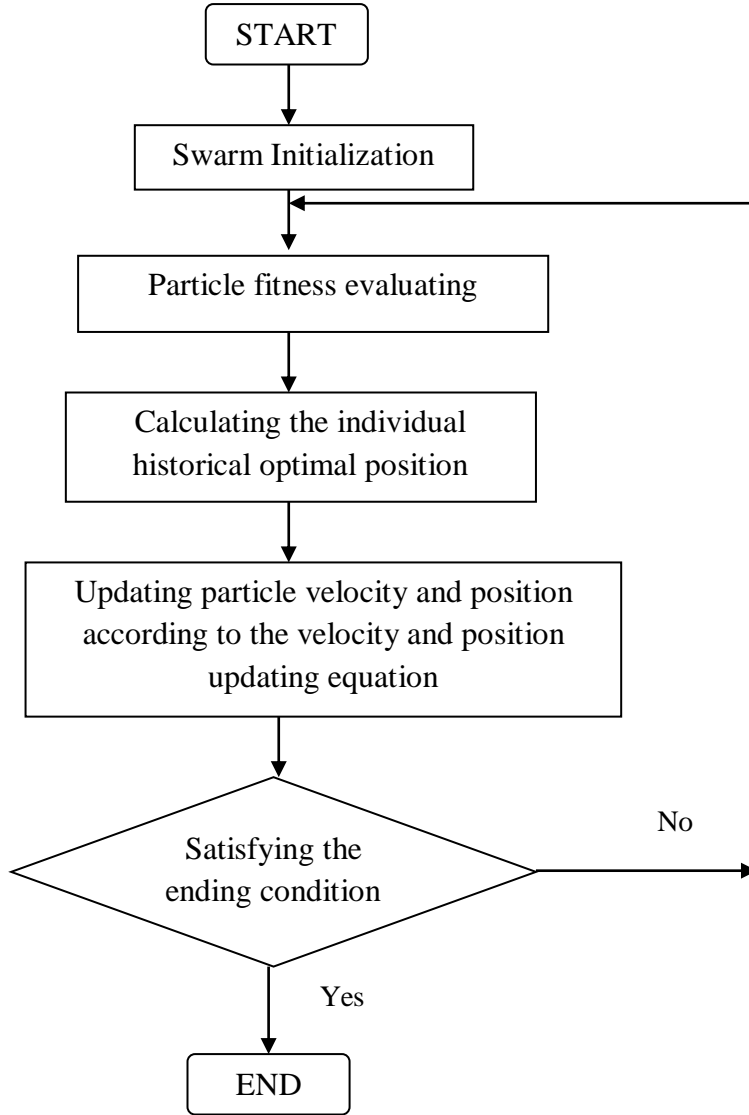 START
Swarm Initialization
Particle fitness evaluating
Calculating the individual
historical optimal position
Updating particle velocity and position
according to the velocity and position
updating equation
Satisfying the
ending condition
No
Yes
END